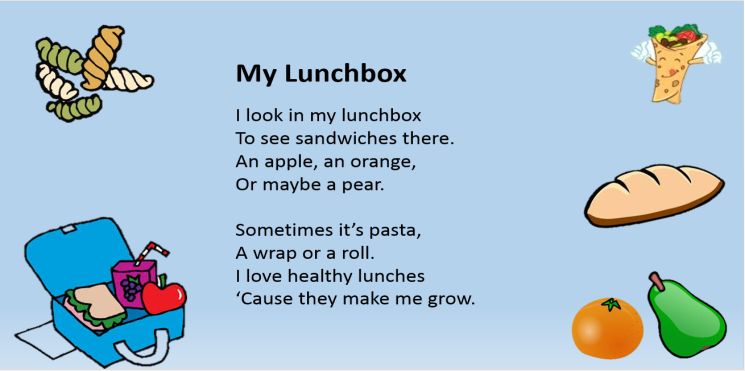 My Lunchbox
I look in my lunchbox
To see sandwiches there.
An apple, an orange,
Or maybe a pear.
Sometimes it’s pasta,
A wrap or a roll.
I love healthy lunches
‘Cause they make me grow.